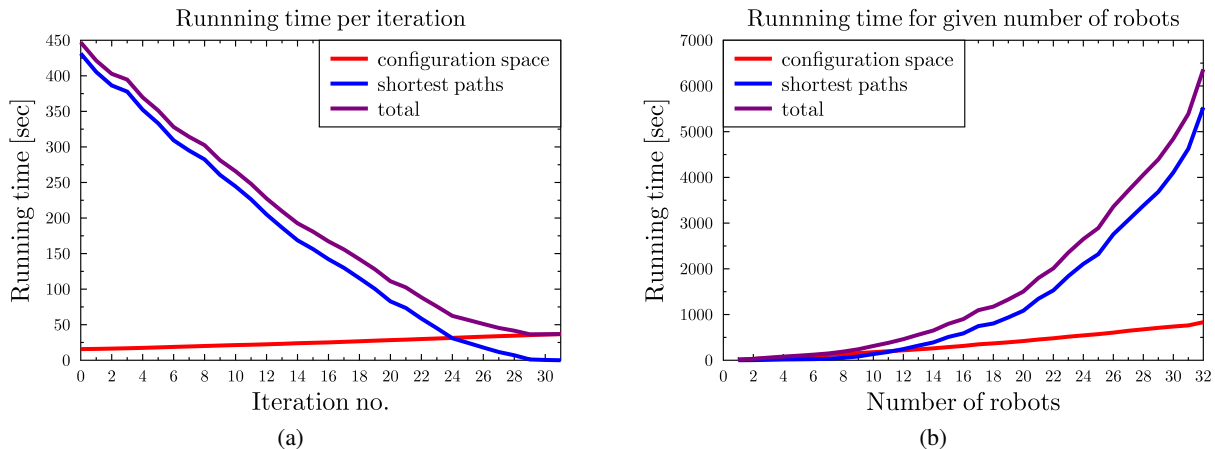 Runnning time per iteration
450
400
350
300
250
200
150
100
50
0
Running time [sec]
configuration space
shortest paths
total
0 2 4 6 8 10 12 14 16 18 20 22 24 26 28 30
Iteration no.
(a)
Runnning time for given number of robots
7000
6000
5000
4000
3000
2000
1000
0
Running time [sec]
configuration space
shortest paths
total
0 2 4 6 8 10 12 14 16 18 20 22 24 26 28 30 32
Number of robots
(b)